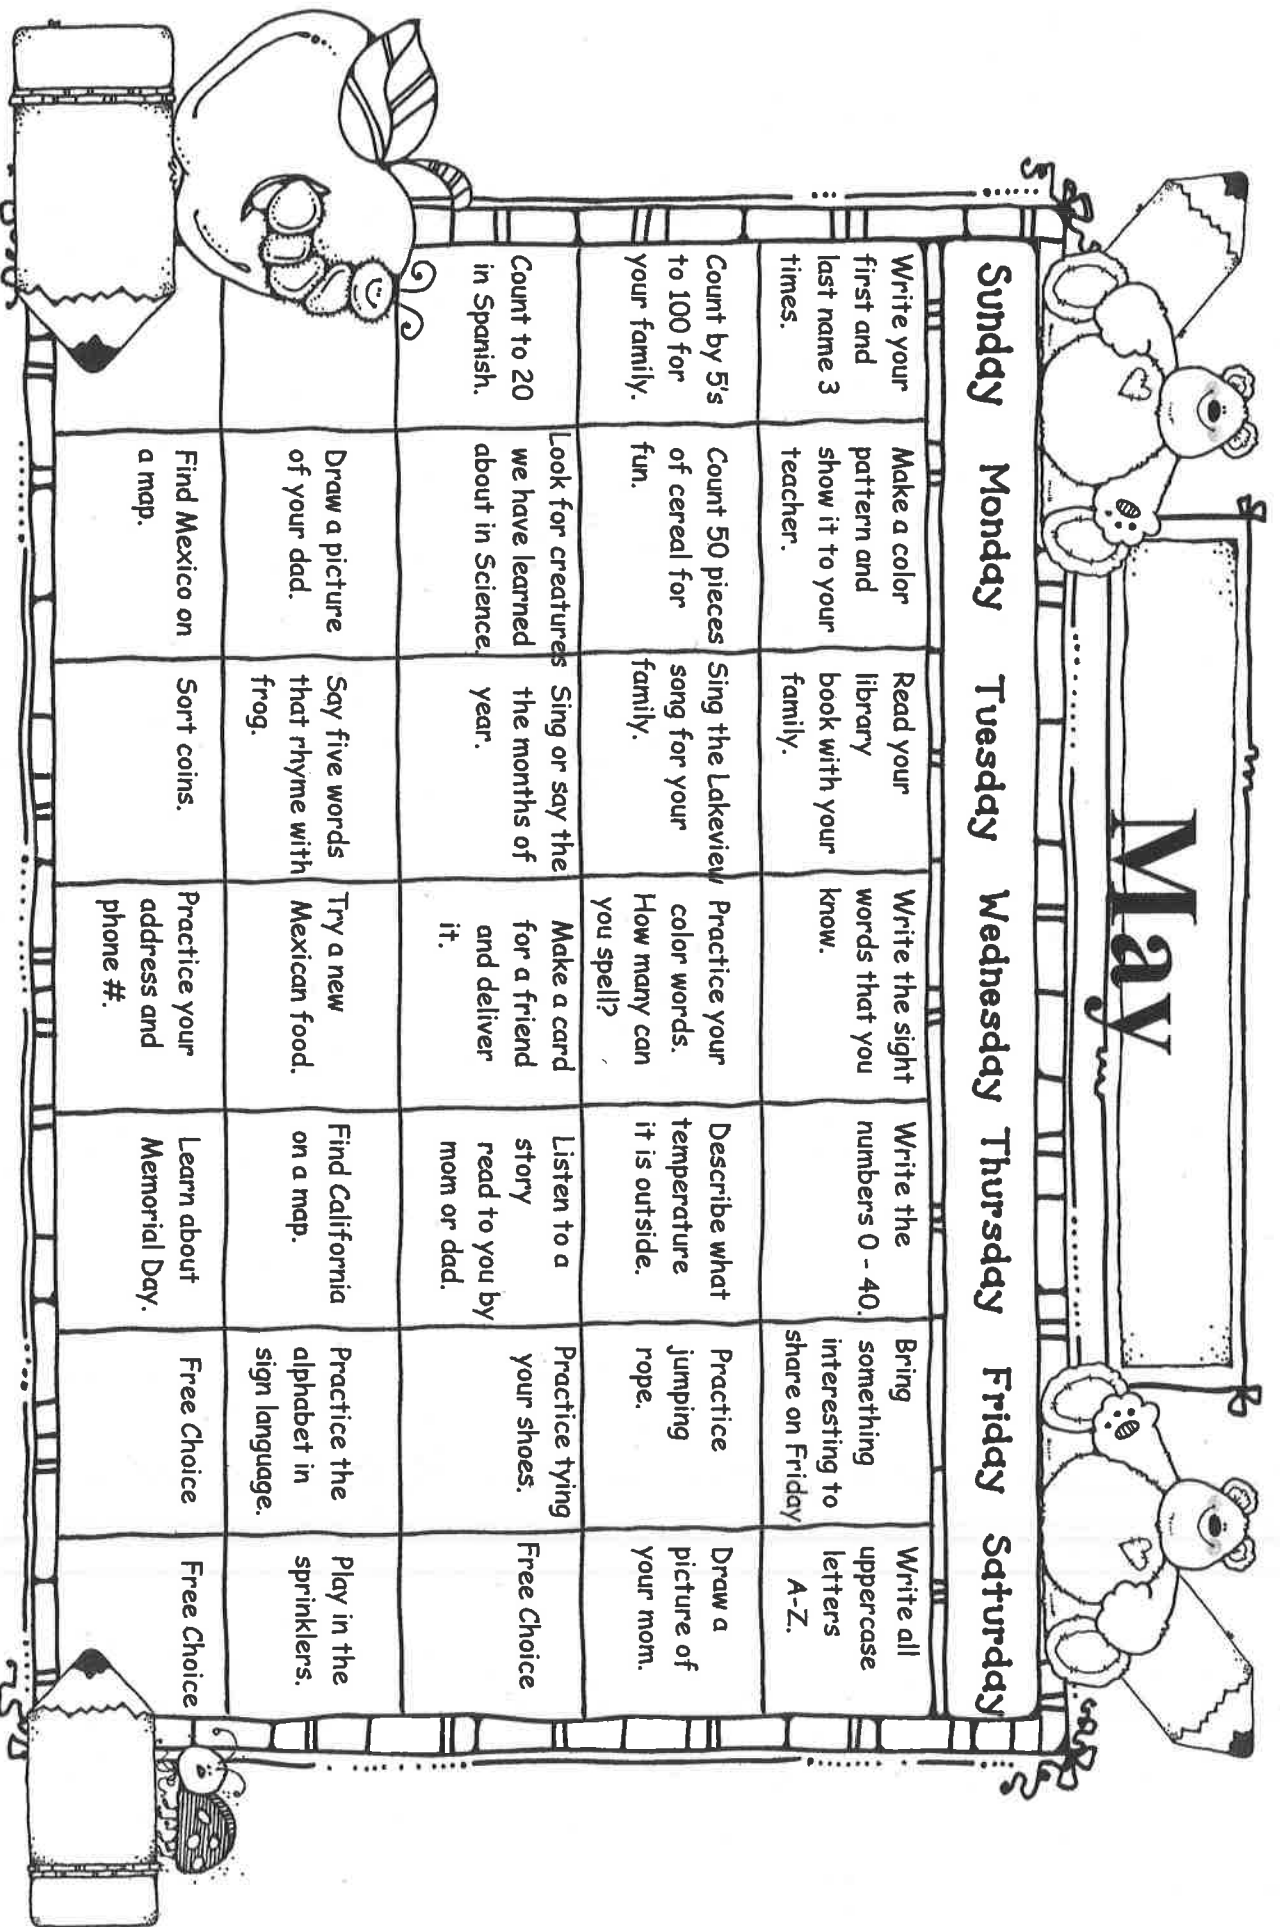 May
Sunday Monday Tuesday Wednesday Thursday Friday Saturday
Write your
first and
last name 3
times.
Make a color
pattern and
show it to your
teacher.
Read your
library
book with your
family.
Write the sight
words that you
know.
Write the
numbers 0 - 40.
Bring
something
interesting to
share on Friday
Write all
uppercase
letters
A-Z.
Count by 5's
to 100 for
your family.
Count 50 pieces
of cereal for
fun.
Sing the Lakeview
song for your
family.
Practice your
color words.
How many can
you spell?
Describe what
temperature
it is outside.
Practice
jumping
rope.
Draw a
picture of
your mom.
Count to 20
in Spanish.
Look for creatures
we have learned
about in Science.
Sing or say the
the months of
year.
Make a card
for a friend
and deliver
it.
Listen to a
story
read to you by
mom or dad.
Practice tying
your shoes.
Free Choice
Draw a picture
of your dad.
Say five words
that rhyme with
frog.
Try a new
Mexican food.
Find California
on a map.
Practice the
alphabet in
sign language.
Play in the
sprinklers.
Find Mexico on
a map.
Sort coins.
Practice your
address and
phone #.
Learn about
Memorial Day.
Free Choice
Free Choice